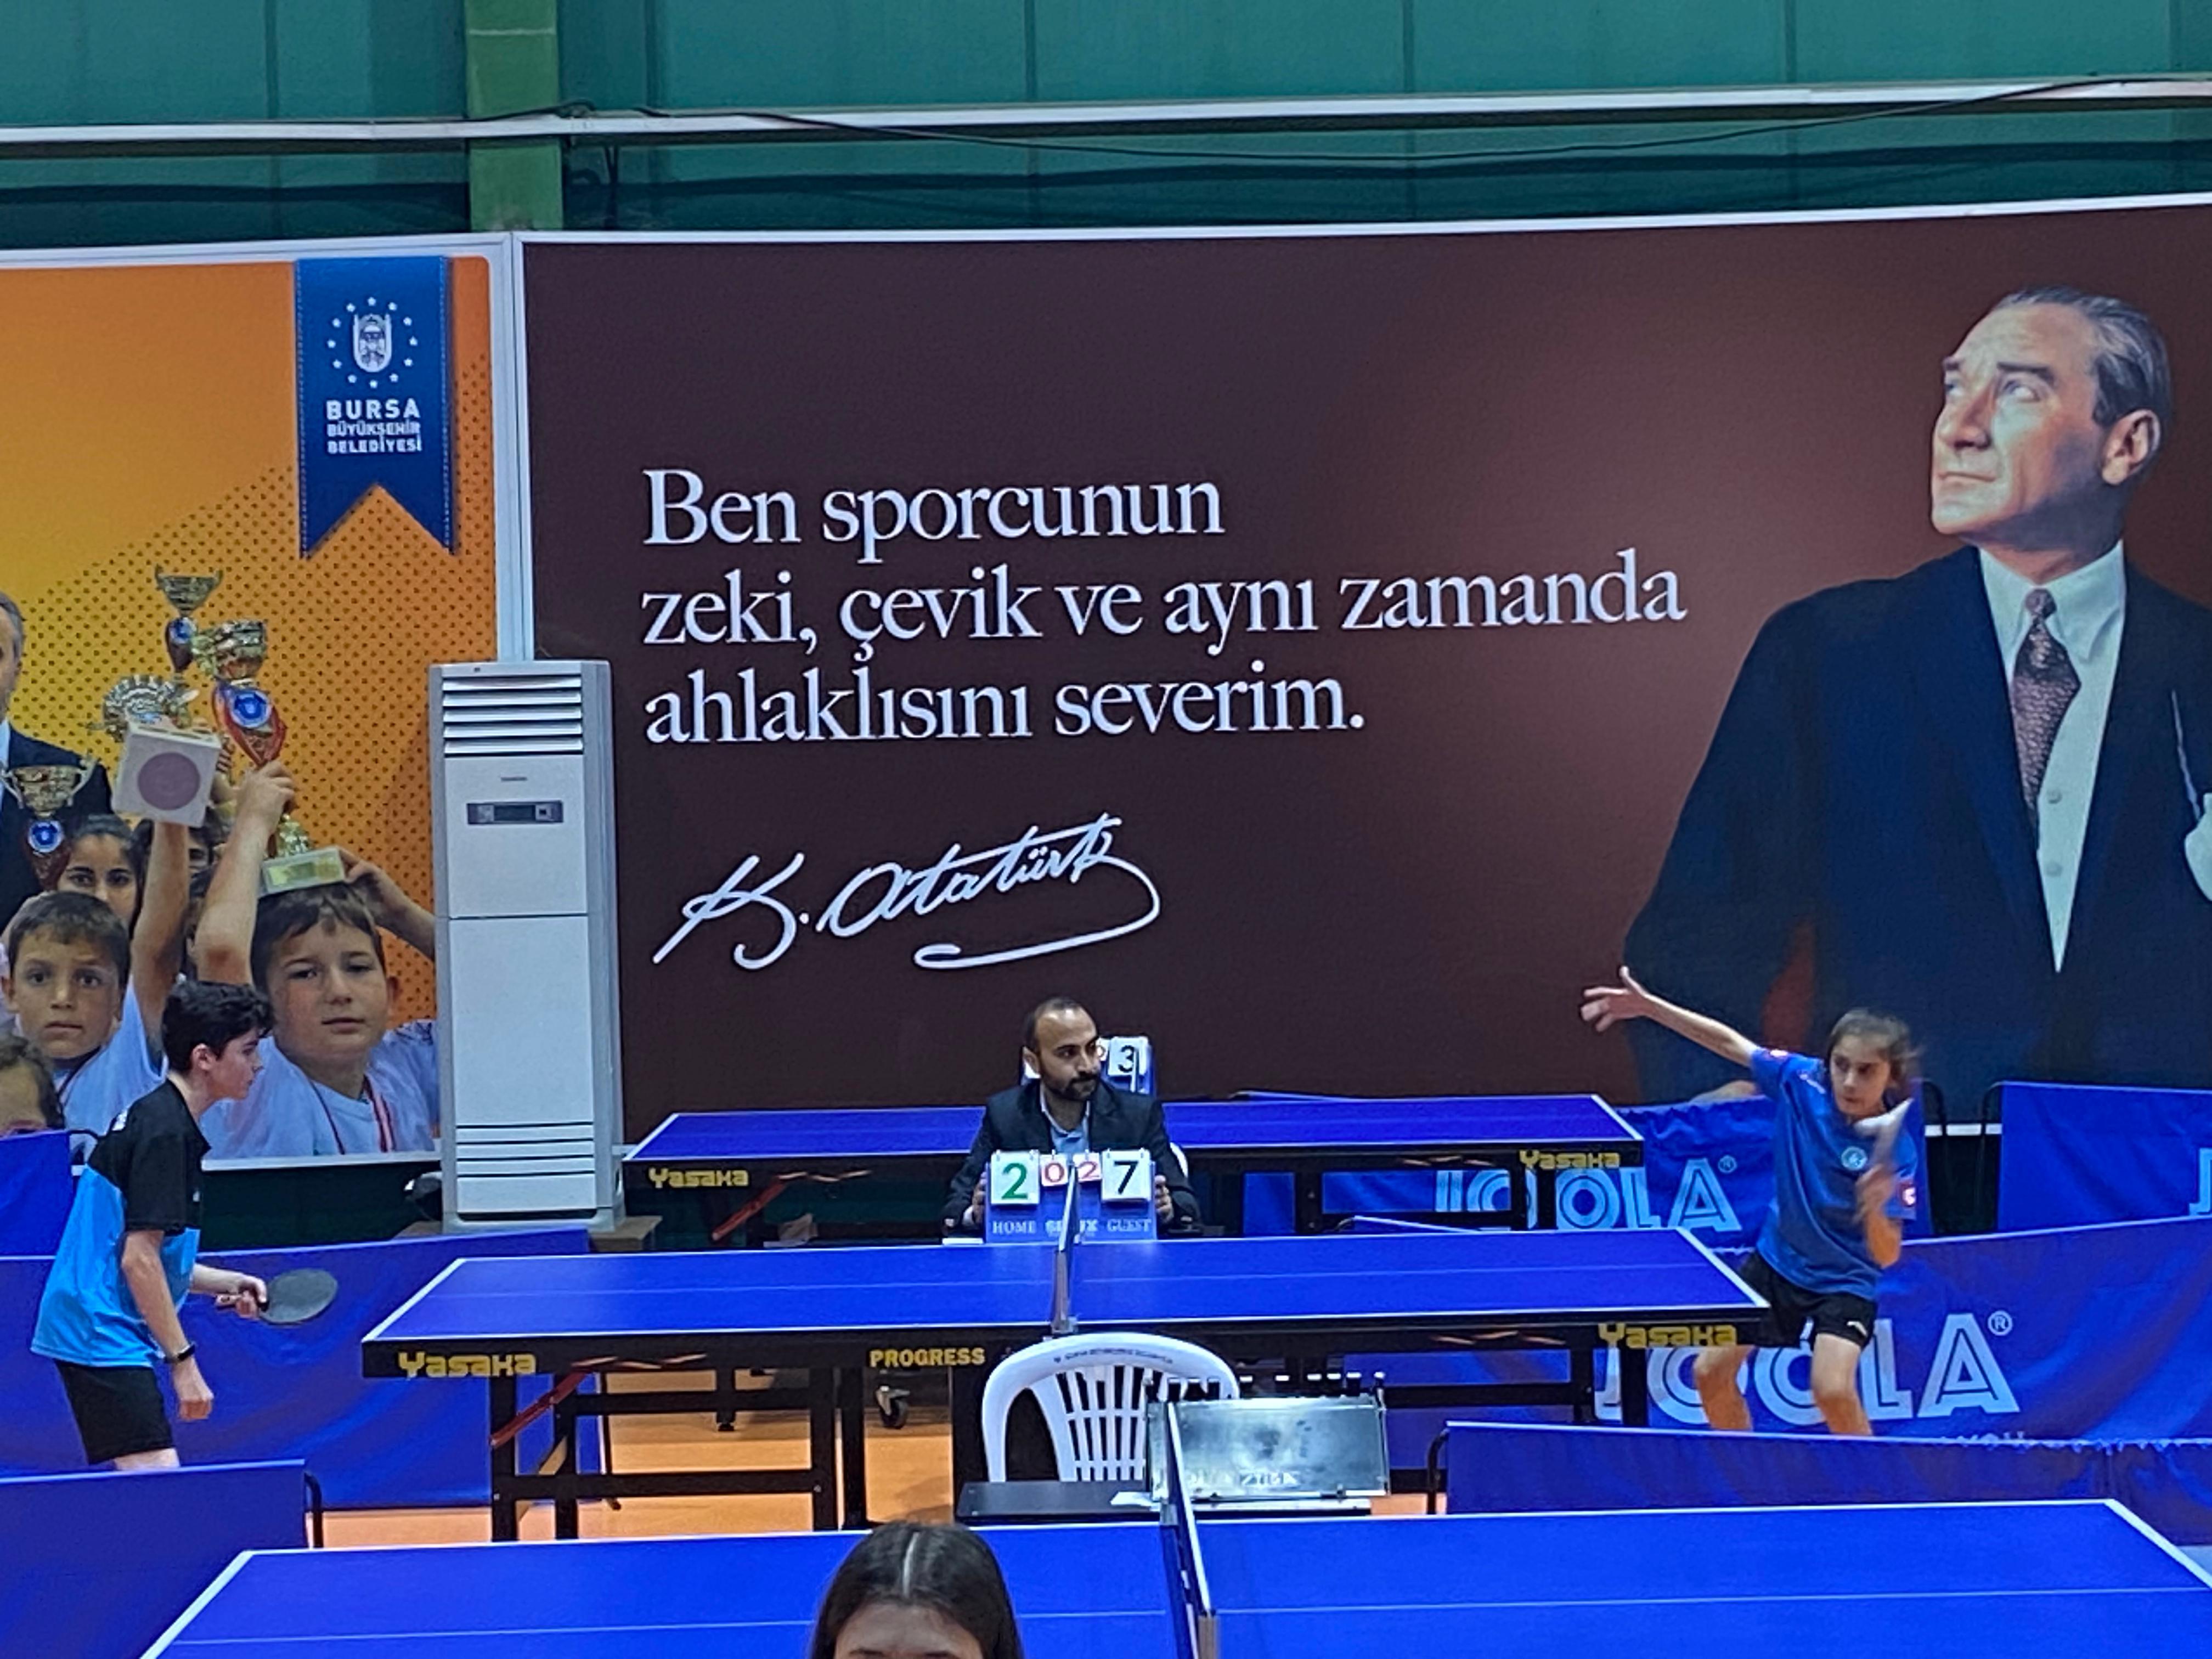 BURSA
BÜYÜKŞEHİR
BELEDİYESİ
Ben sporcunun
zeki, çevik ve aynı zamanda
ahlaklısını severim.
K. Atatürk
3
Yasaka
Yasaka
2 0 2 7
HOME
GUEST
JOOLA®
Yasaka
PROGRESS
Yasaka
JOOLA®